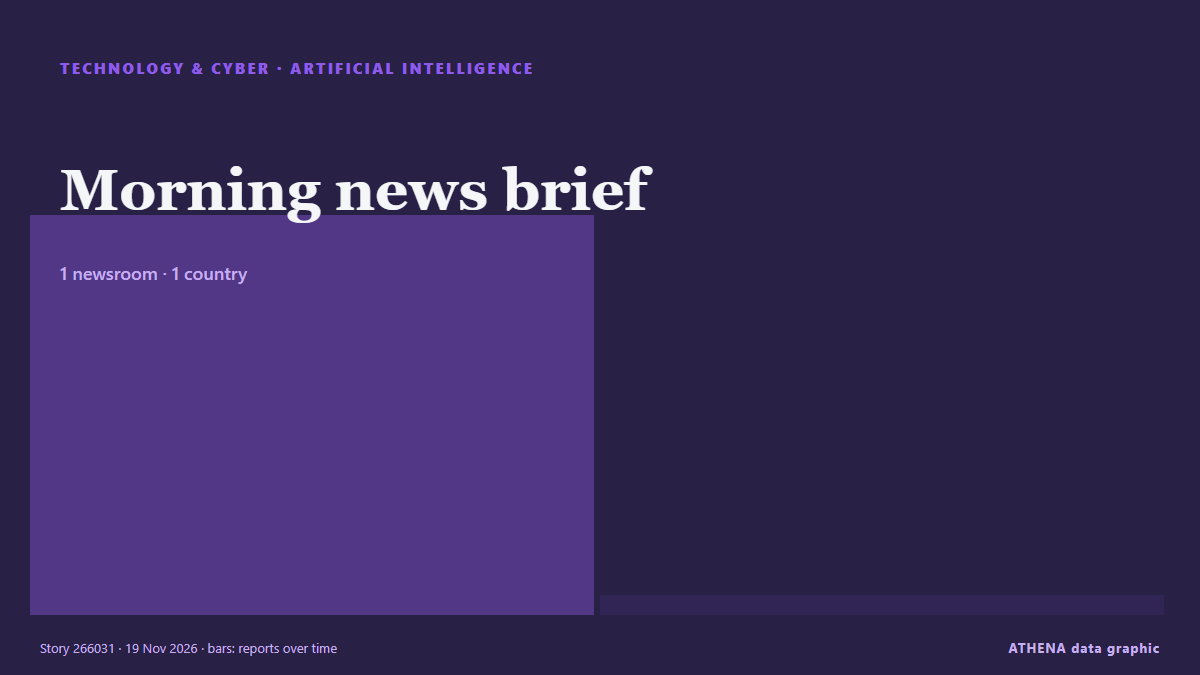 TECHNOLOGY & CYBER · ARTIFICIAL INTELLIGENCE
Morning news brief
1 newsroom · 1 country
Story 266031 · 19 Nov 2026 · bars: reports over time
ATHENA data graphic